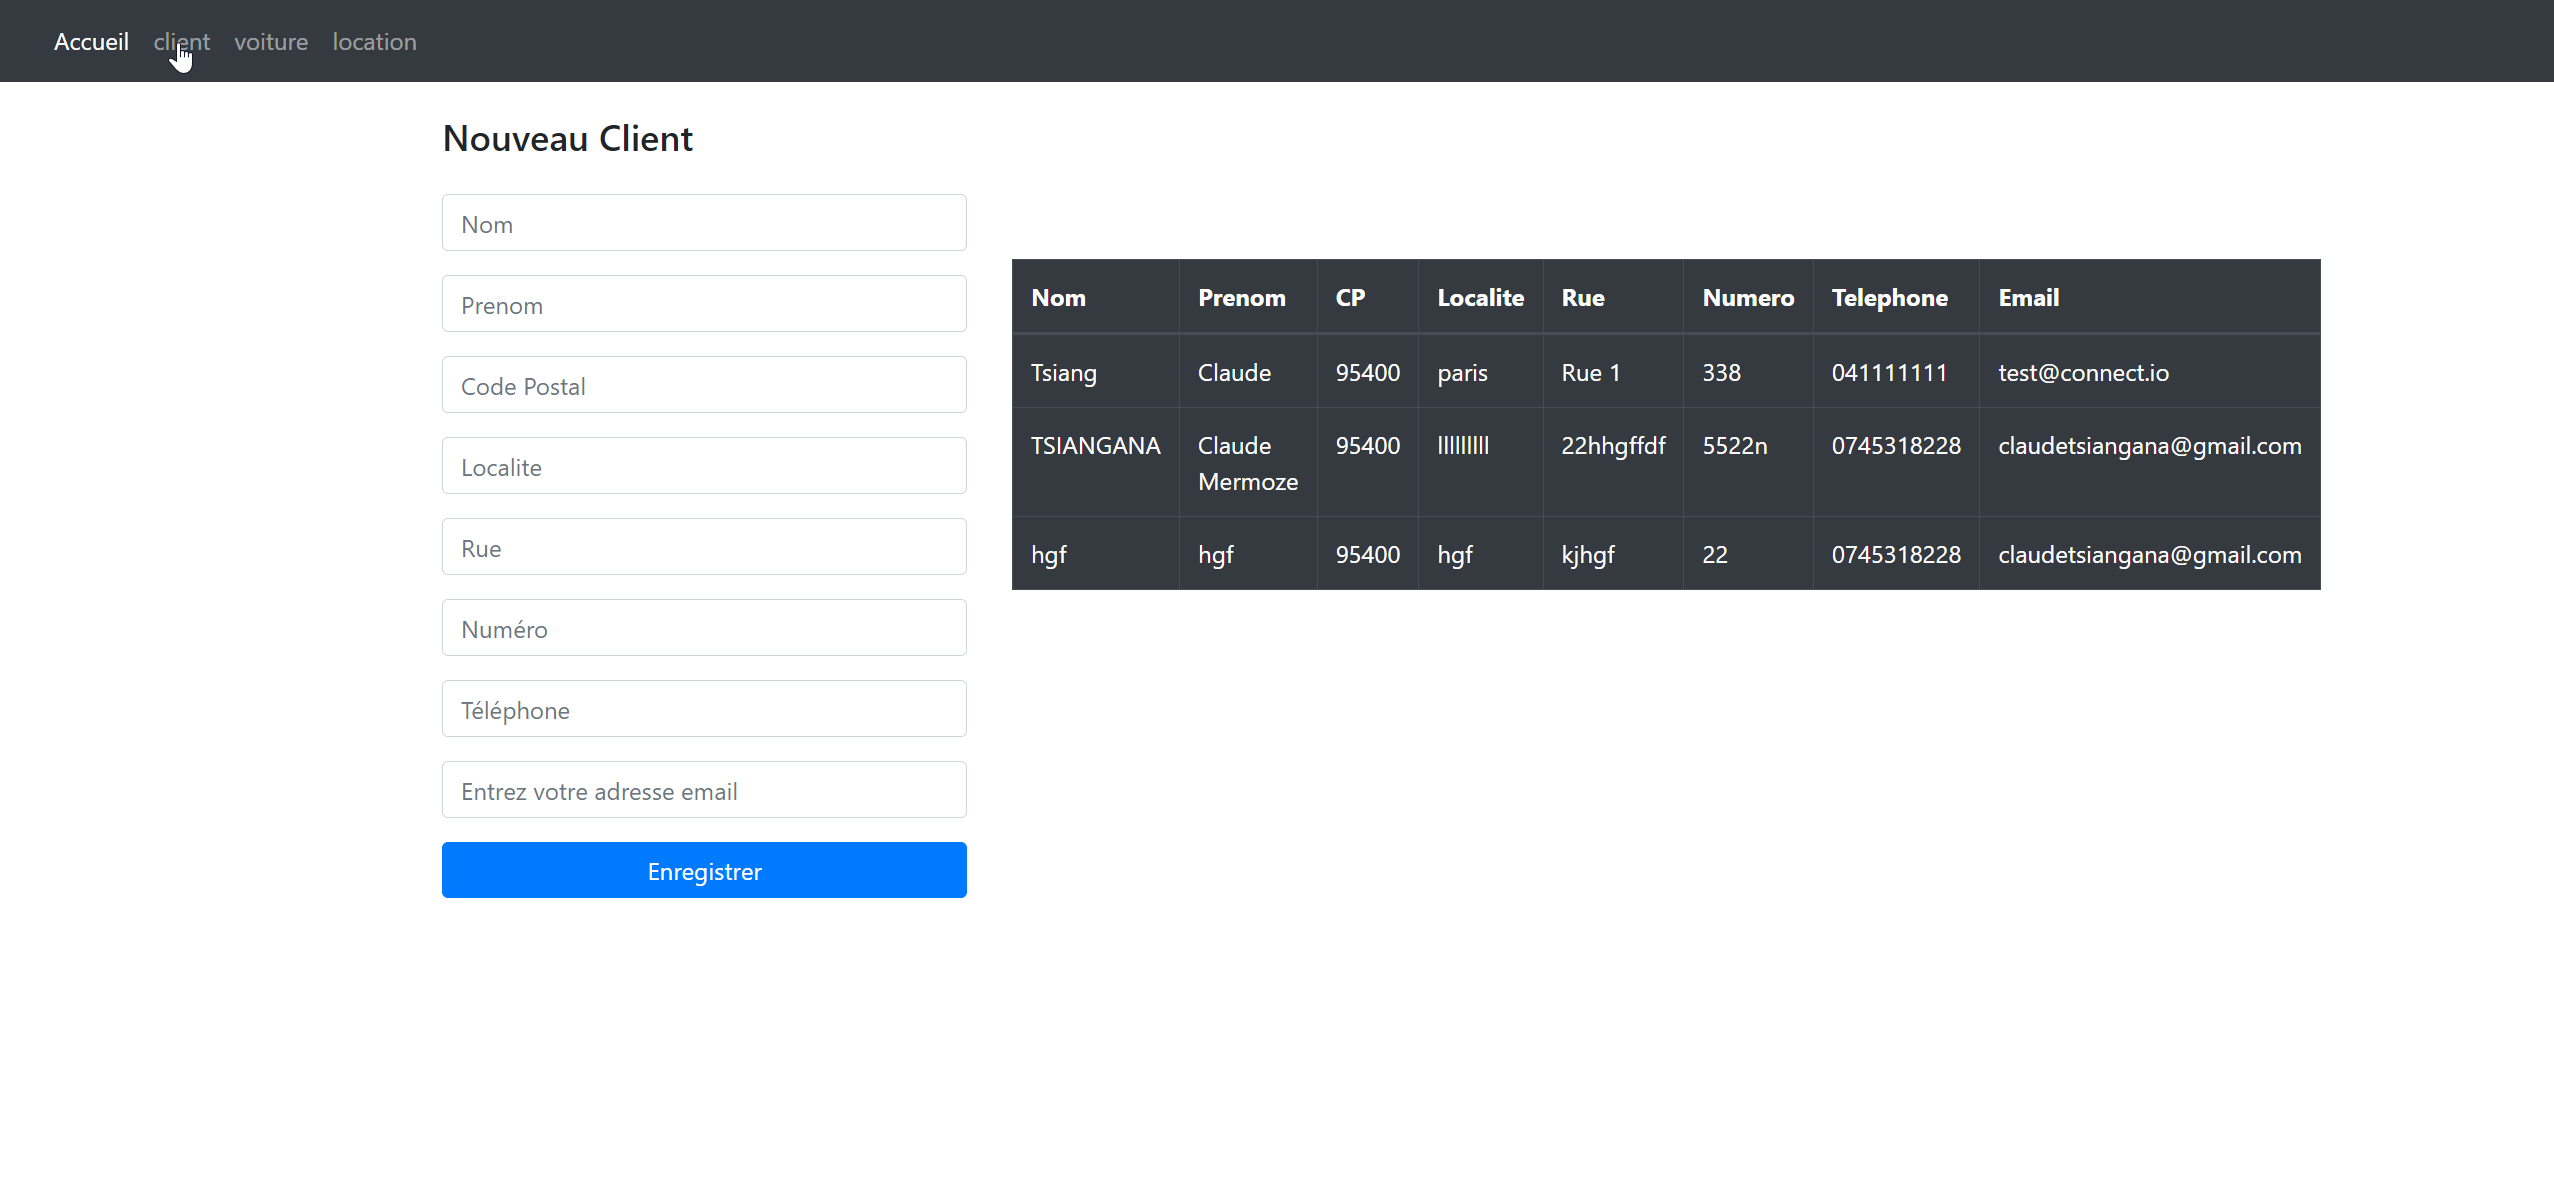 Accueil client voiture location
Nouveau Client
Nom
Prenom
Code Postal
Localite
Rue
Numéro
Téléphone
Entrez votre adresse email
Enregistrer
Nom Prenom CP Localite Rue Numero Telephone Email
Tsiang Claude 95400 paris Rue 1 338 041111111 test@connect.io
TSIANGANA Claude Mermoze 95400 lllllllll 22hhgffdf 5522n 0745318228 claudetsiangana@gmail.com
hgf hgf 95400 hgf kjhgf 22 0745318228 claudetsiangana@gmail.com